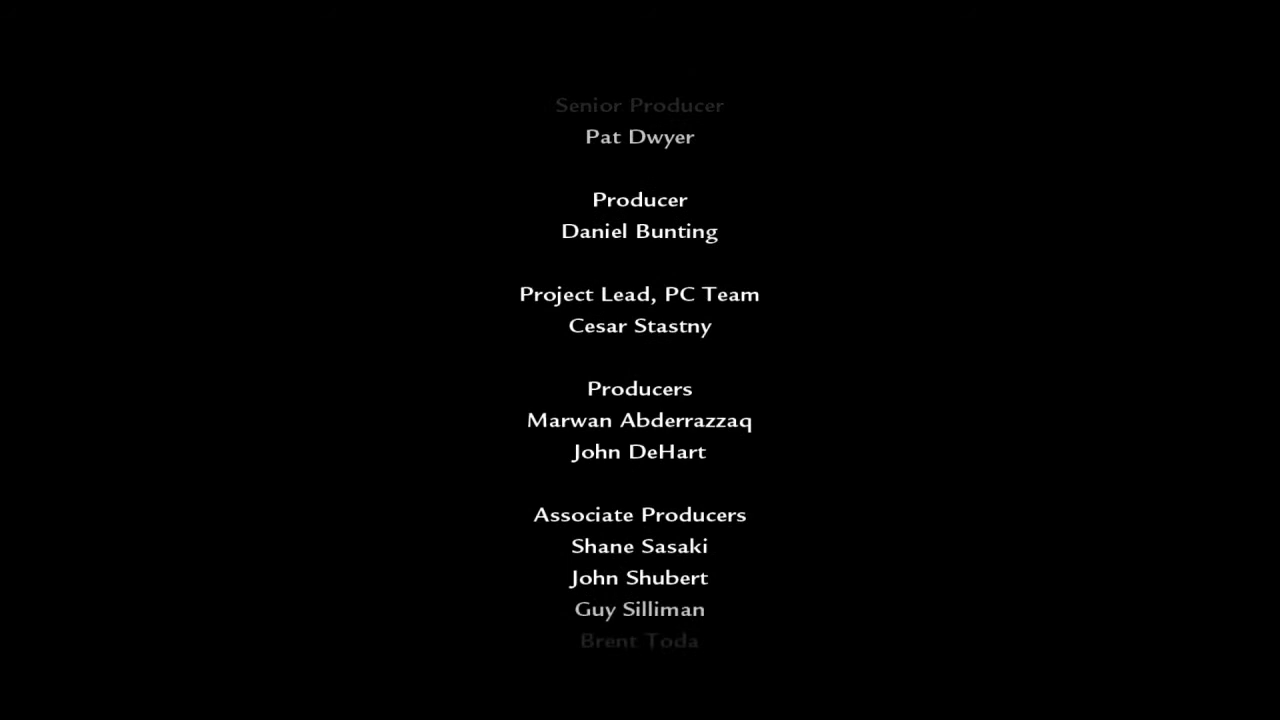 Senior Producer
Pat Dwyer
Producer
Daniel Bunting
Project Lead, PC Team
Cesar Stastny
Producers
Marwan Abderrazzaq
John DeHart
Associate Producers
Shane Sasaki
John Shubert
Guy Silliman
Brent Toda